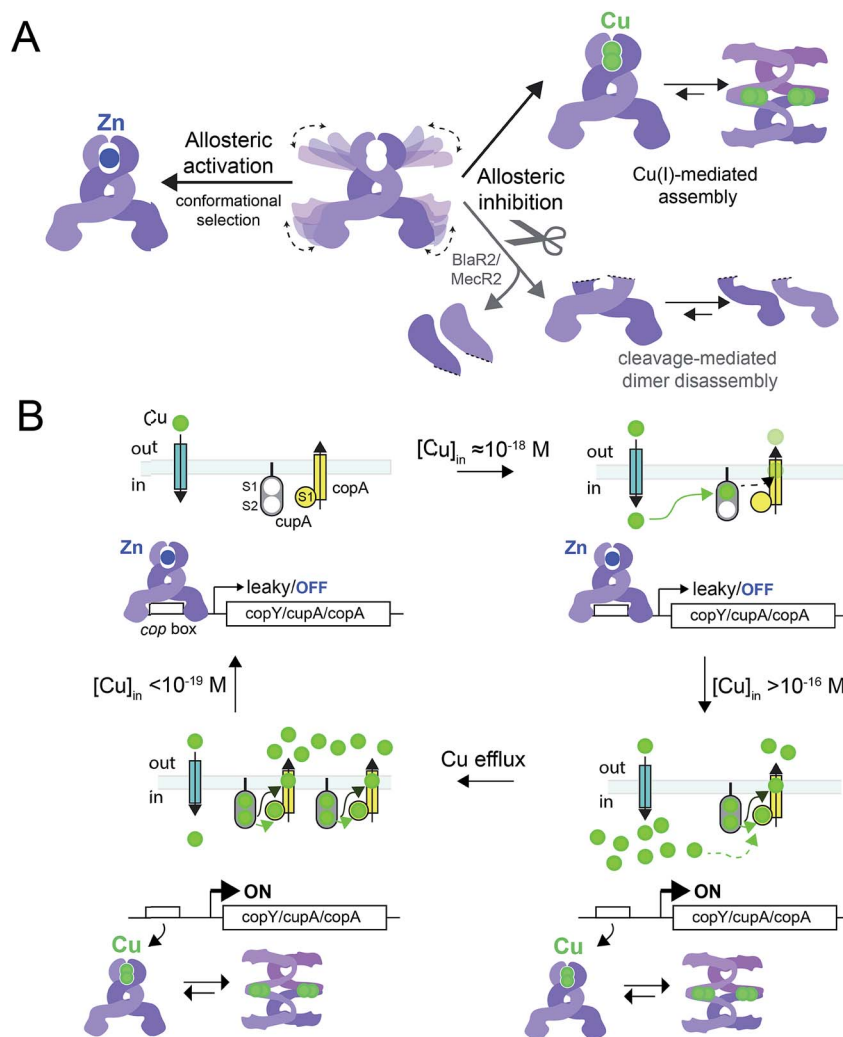 A
Zn
Allosteric
activation
conformational
selection
Allosteric
inhibition
BlaR2/
MecR2
Cu
Cu(I)-mediated
assembly
cleavage-mediated
dimer disassembly
B
Cu
out
in
S1
S2
cupA
S1
copA
[Cu]in ≈10-18 M
out
in
Zn
leaky/OFF
copY/cupA/copA
cop box
Zn
leaky/OFF
copY/cupA/copA
[Cu]in <10-19 M
[Cu]in >10-16 M
out
in
Cu efflux
out
in
ON
copY/cupA/copA
Cu
ON
copY/cupA/copA
Cu